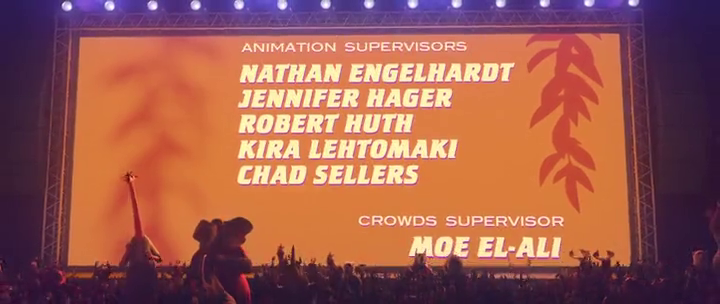 ANIMATION SUPERVISORS
NATHAN ENGELHARDT
JENNIFER HAGER
ROBERT HUTH
KIRA LEHTOMAKI
CHAD SELLERS
CROWDS SUPERVISOR
MOE EL-ALI